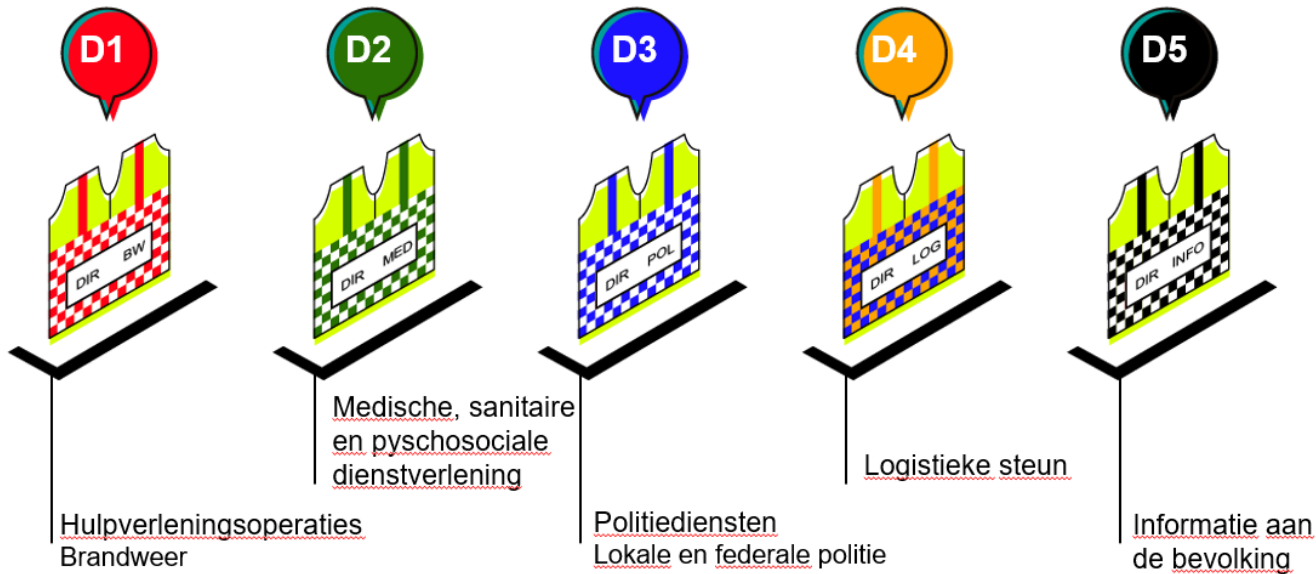 D1
D2
D3
D4
D5
DIR BW
DIR MED
DIR POL
DIR LOG
DIR INFO
Hulpverleningsoperaties
Brandweer
Medische, sanitaire
en pyschosociale
dienstverlening
Politiediensten
Lokale en federale politie
Logistieke steun
Informatie aan
de bevolking